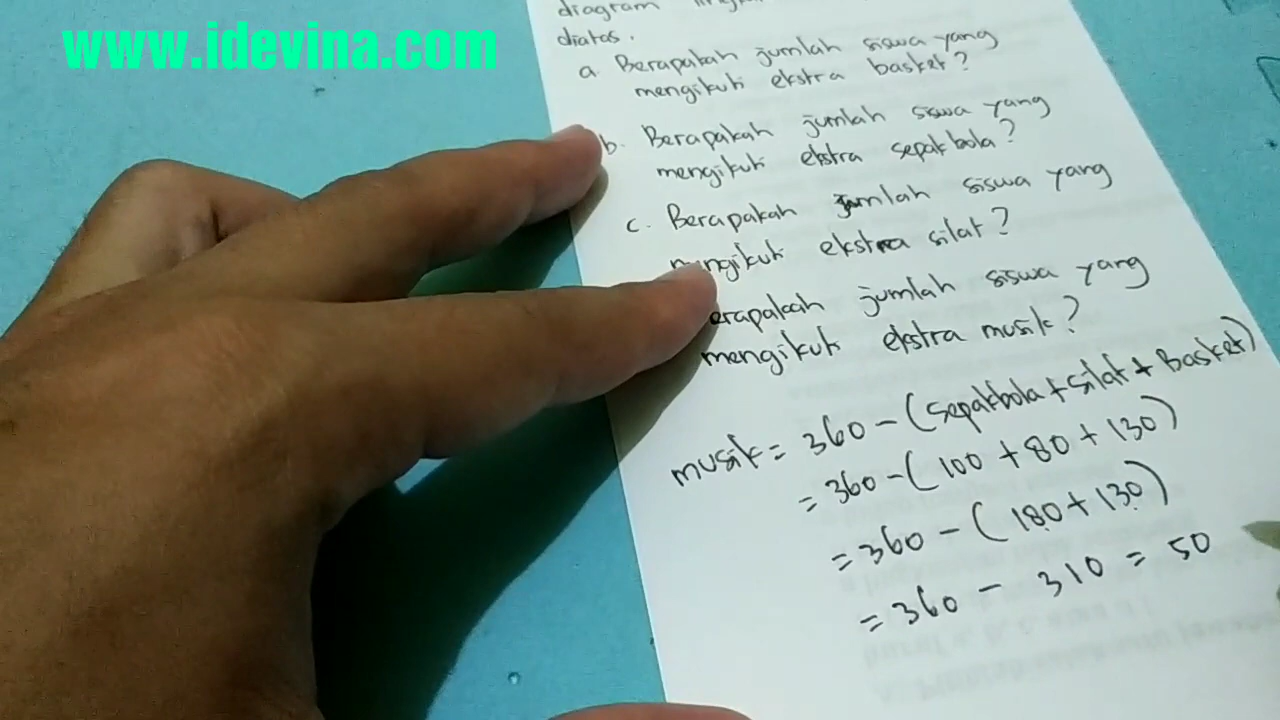 www.idevina.com
diagram
diatas.
a. Berapakah jumlah siswa yang
mengikuti ekstra basket?
b. Berapakah jumlah siswa yang
mengikuti ekstra sepakbola?
c. Berapakah jumlah siswa yang
mengikuti ekstra silat?
erapakah jumlah siswa yang
mengikuti ekstra musik?
musik = 360 - (sepakbola + silat + Basket)
= 360 - (100 + 80 + 130)
= 360 - (180 + 130)
= 360 - 310 = 50